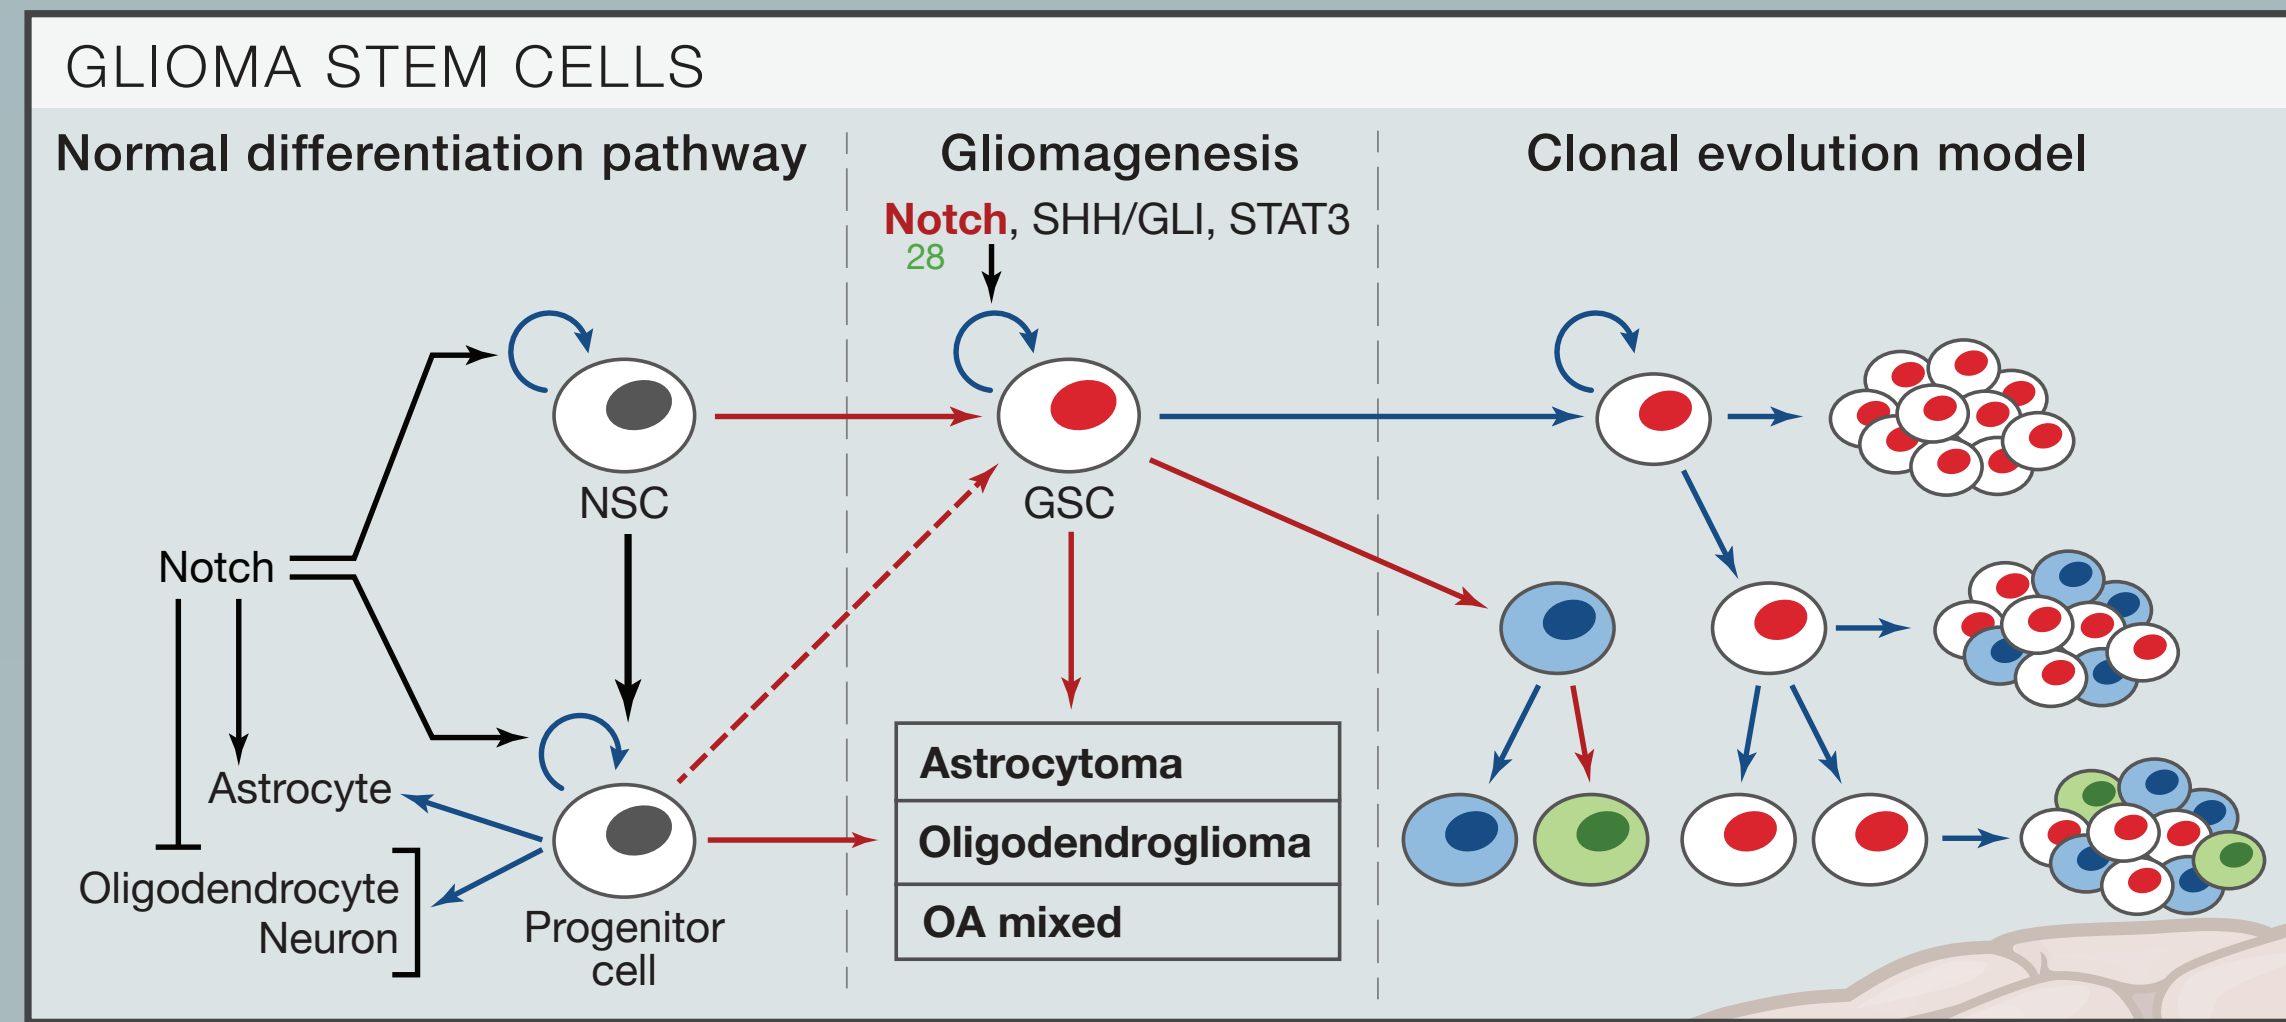 GLIOMA STEM CELLS
Normal differentiation pathway
Gliomagenesis
Clonal evolution model
Notch, SHH/GLI, STAT3
28
NSC
GSC
Notch
Astrocyte
Oligodendrocyte
Neuron
Progenitor
cell
Astrocytoma
Oligodendroglioma
OA mixed